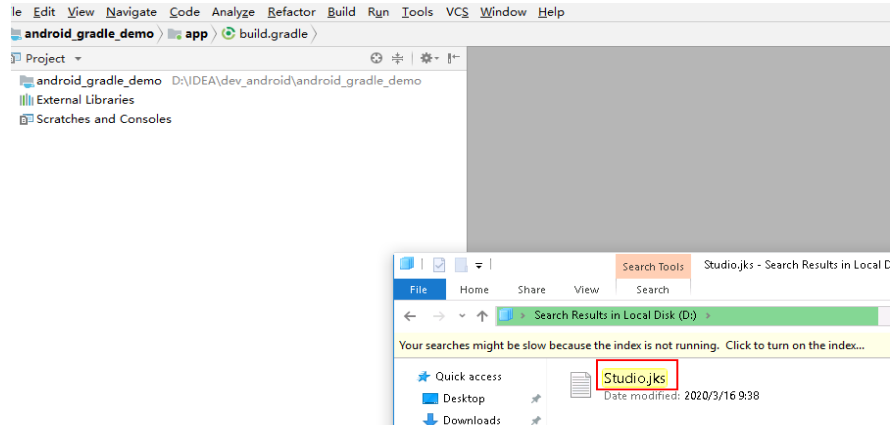 le Edit View Navigate Code Analyze Refactor Build Run Tools VCS Window Help
android_gradle_demo app build.gradle
Project
android_gradle_demo D:\IDEA\dev_android\android_gradle_demo
External Libraries
Scratches and Consoles
Search Tools Studio.jks - Search Results in Local D
File Home Share View Search
Search Results in Local Disk (D:)
Your searches might be slow because the index is not running. Click to turn on the index...
Quick access
Studio.jks
Desktop
Date modified: 2020/3/16 9:38
Downloads